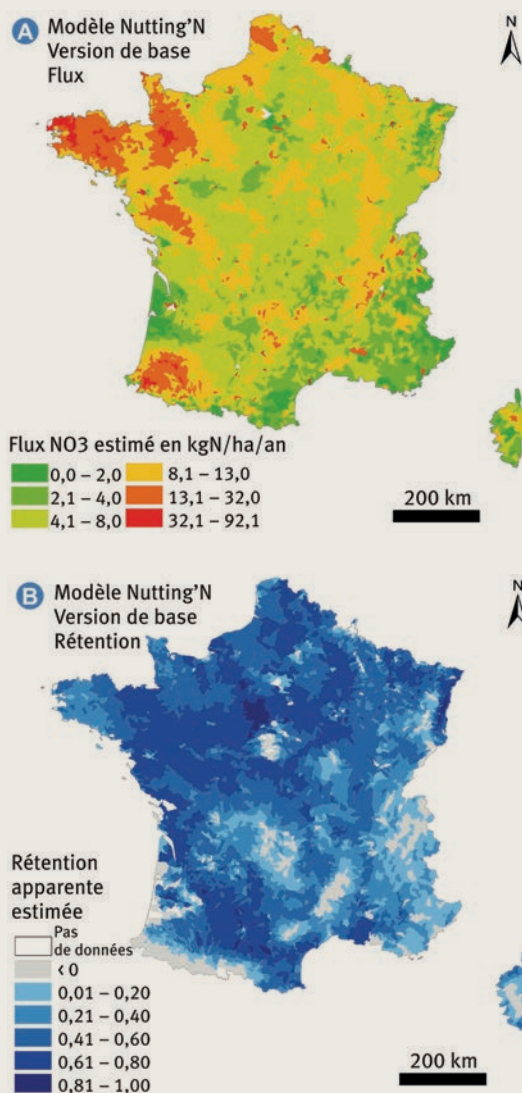 A Modèle Nutting'N
Version de base
Flux
N
Flux NO3 estimé en kgN/ha/an
0,0 – 2,0
2,1 – 4,0
4,1 – 8,0
8,1 – 13,0
13,1 – 32,0
32,1 – 92,1
200 km
B Modèle Nutting'N
Version de base
Rétention
N
Rétention
apparente
estimée
Pas
de données
< 0
0,01 – 0,20
0,21 – 0,40
0,41 – 0,60
0,61 – 0,80
0,81 – 1,00
200 km